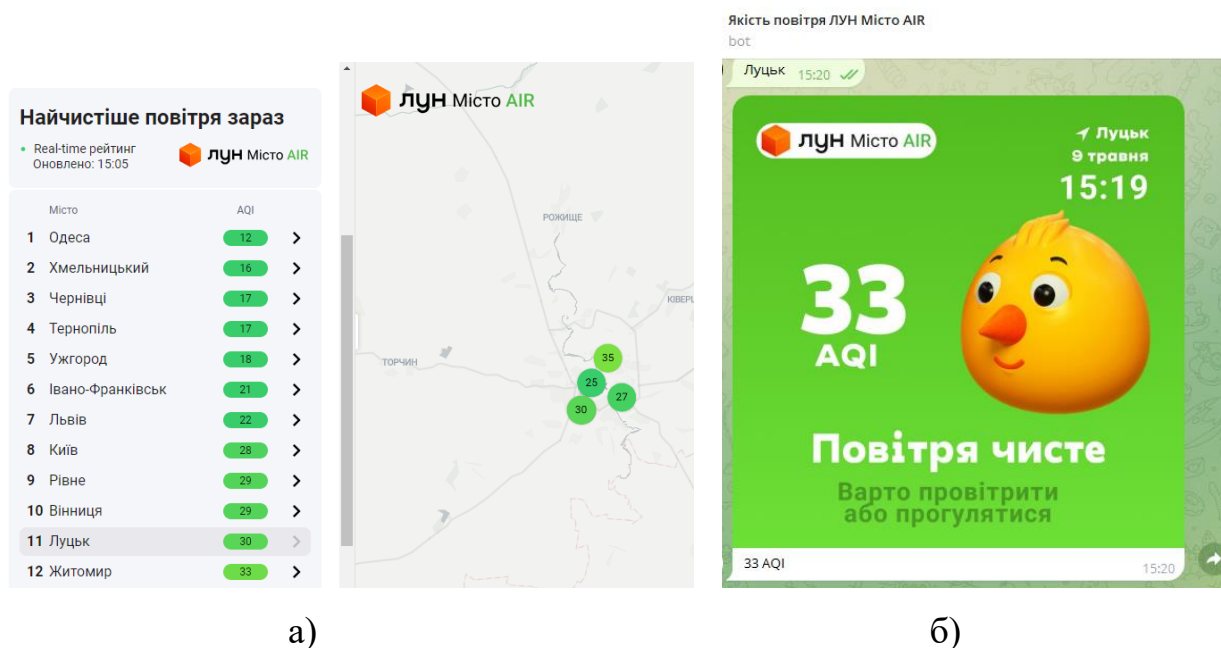 Найчистіше повітря зараз
Real-time рейтинг
Оновлено: 15:05
ЛУН Місто AIR
Місто AQI
1 Одеса 12
2 Хмельницький 16
3 Чернівці 17
4 Тернопіль 17
5 Ужгород 18
6 Івано-Франківськ 21
7 Львів 22
8 Київ 28
9 Рівне 29
10 Вінниця 29
11 Луцьк 30
12 Житомир 33
ЛУН Місто AIR
РОЖИЩЕ
ТОРЧИН
35
25
27
30
а)
Якість повітря ЛУН Місто AIR
bot
Луцьк 15:20
ЛУН Місто AIR
Луцьк
9 травня
15:19
33
AQI
Повітря чисте
Варто провітрити
або прогулятися
33 AQI
15:20
б)